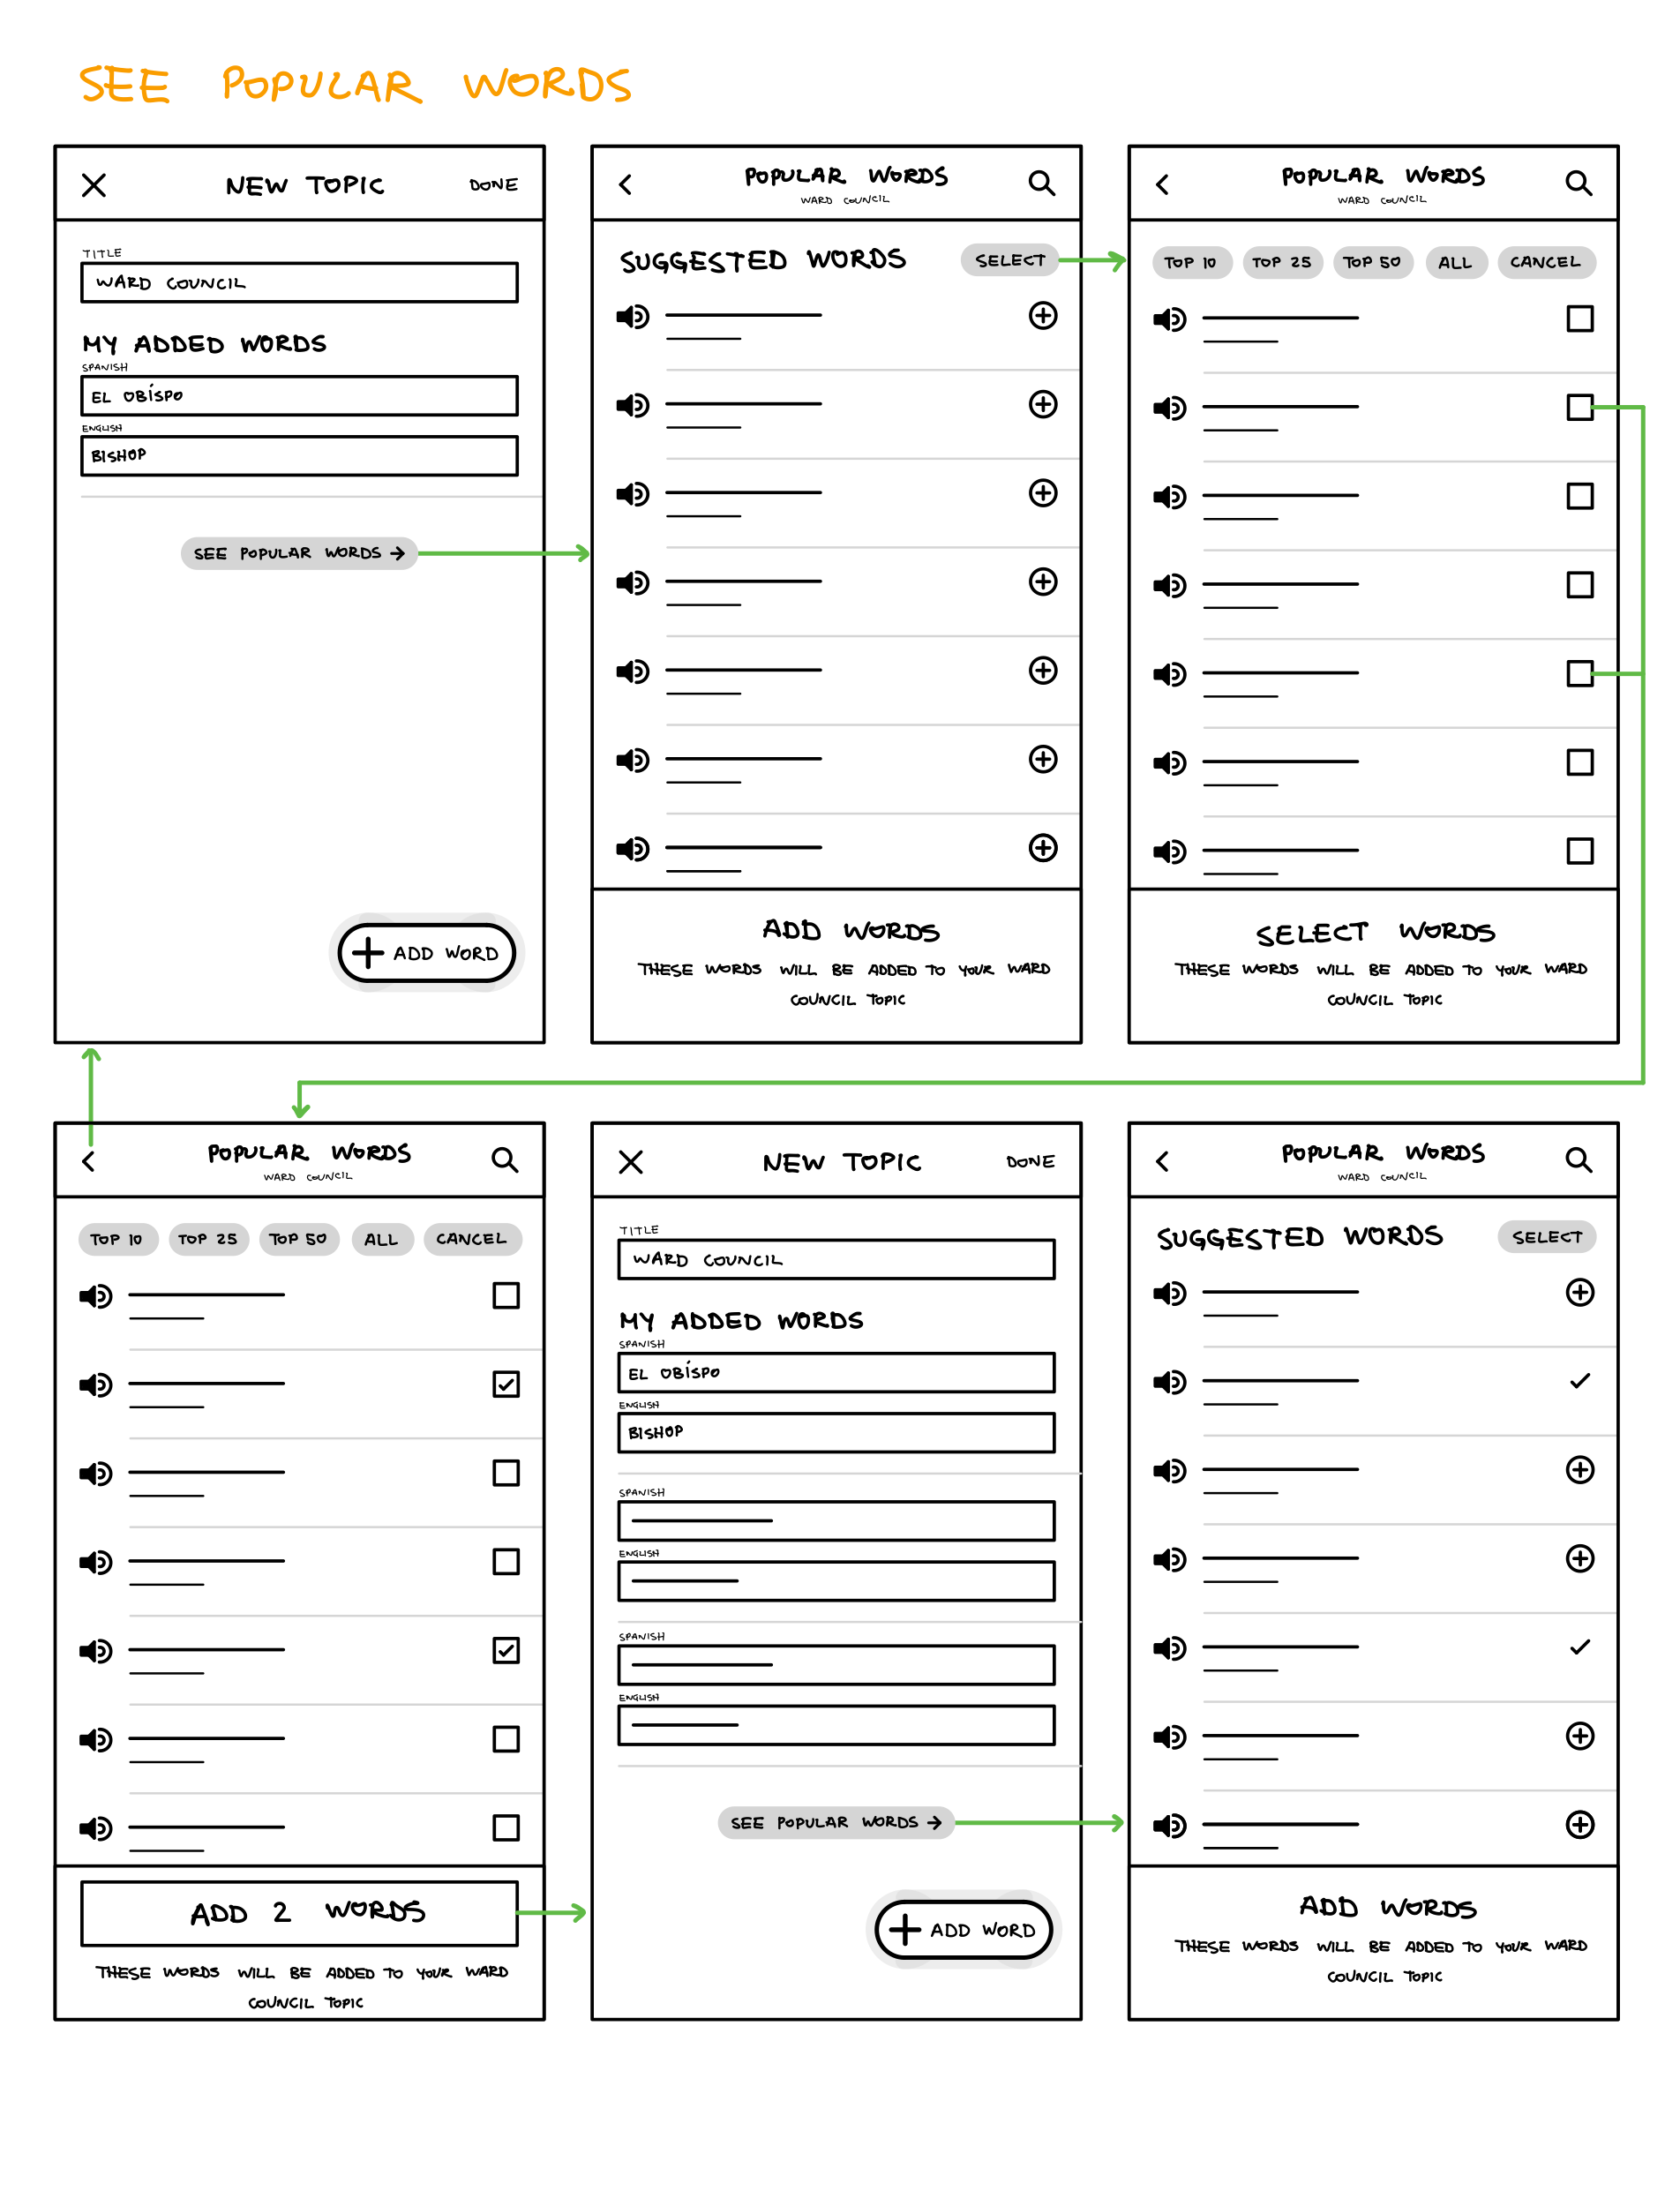 SEE POPULAR WORDS
NEW TOPIC
DONE
TITLE
WARD COUNCIL
MY ADDED WORDS
SPANISH
EL OBÍSPO
ENGLISH
BISHOP
SEE POPULAR WORDS →
+ ADD WORD
POPULAR WORDS
WARD COUNCIL
SUGGESTED WORDS
SELECT
ADD WORDS
THESE WORDS WILL BE ADDED TO YOUR WARD
COUNCIL TOPIC
POPULAR WORDS
WARD COUNCIL
TOP 10
TOP 25
TOP 50
ALL
CANCEL
SELECT WORDS
THESE WORDS WILL BE ADDED TO YOUR WARD
COUNCIL TOPIC
POPULAR WORDS
WARD COUNCIL
TOP 10
TOP 25
TOP 50
ALL
CANCEL
ADD 2 WORDS
THESE WORDS WILL BE ADDED TO YOUR WARD
COUNCIL TOPIC
NEW TOPIC
DONE
TITLE
WARD COUNCIL
MY ADDED WORDS
SPANISH
EL OBÍSPO
ENGLISH
BISHOP
SPANISH
ENGLISH
SPANISH
ENGLISH
SEE POPULAR WORDS →
+ ADD WORD
POPULAR WORDS
WARD COUNCIL
SUGGESTED WORDS
SELECT
ADD WORDS
THESE WORDS WILL BE ADDED TO YOUR WARD
COUNCIL TOPIC